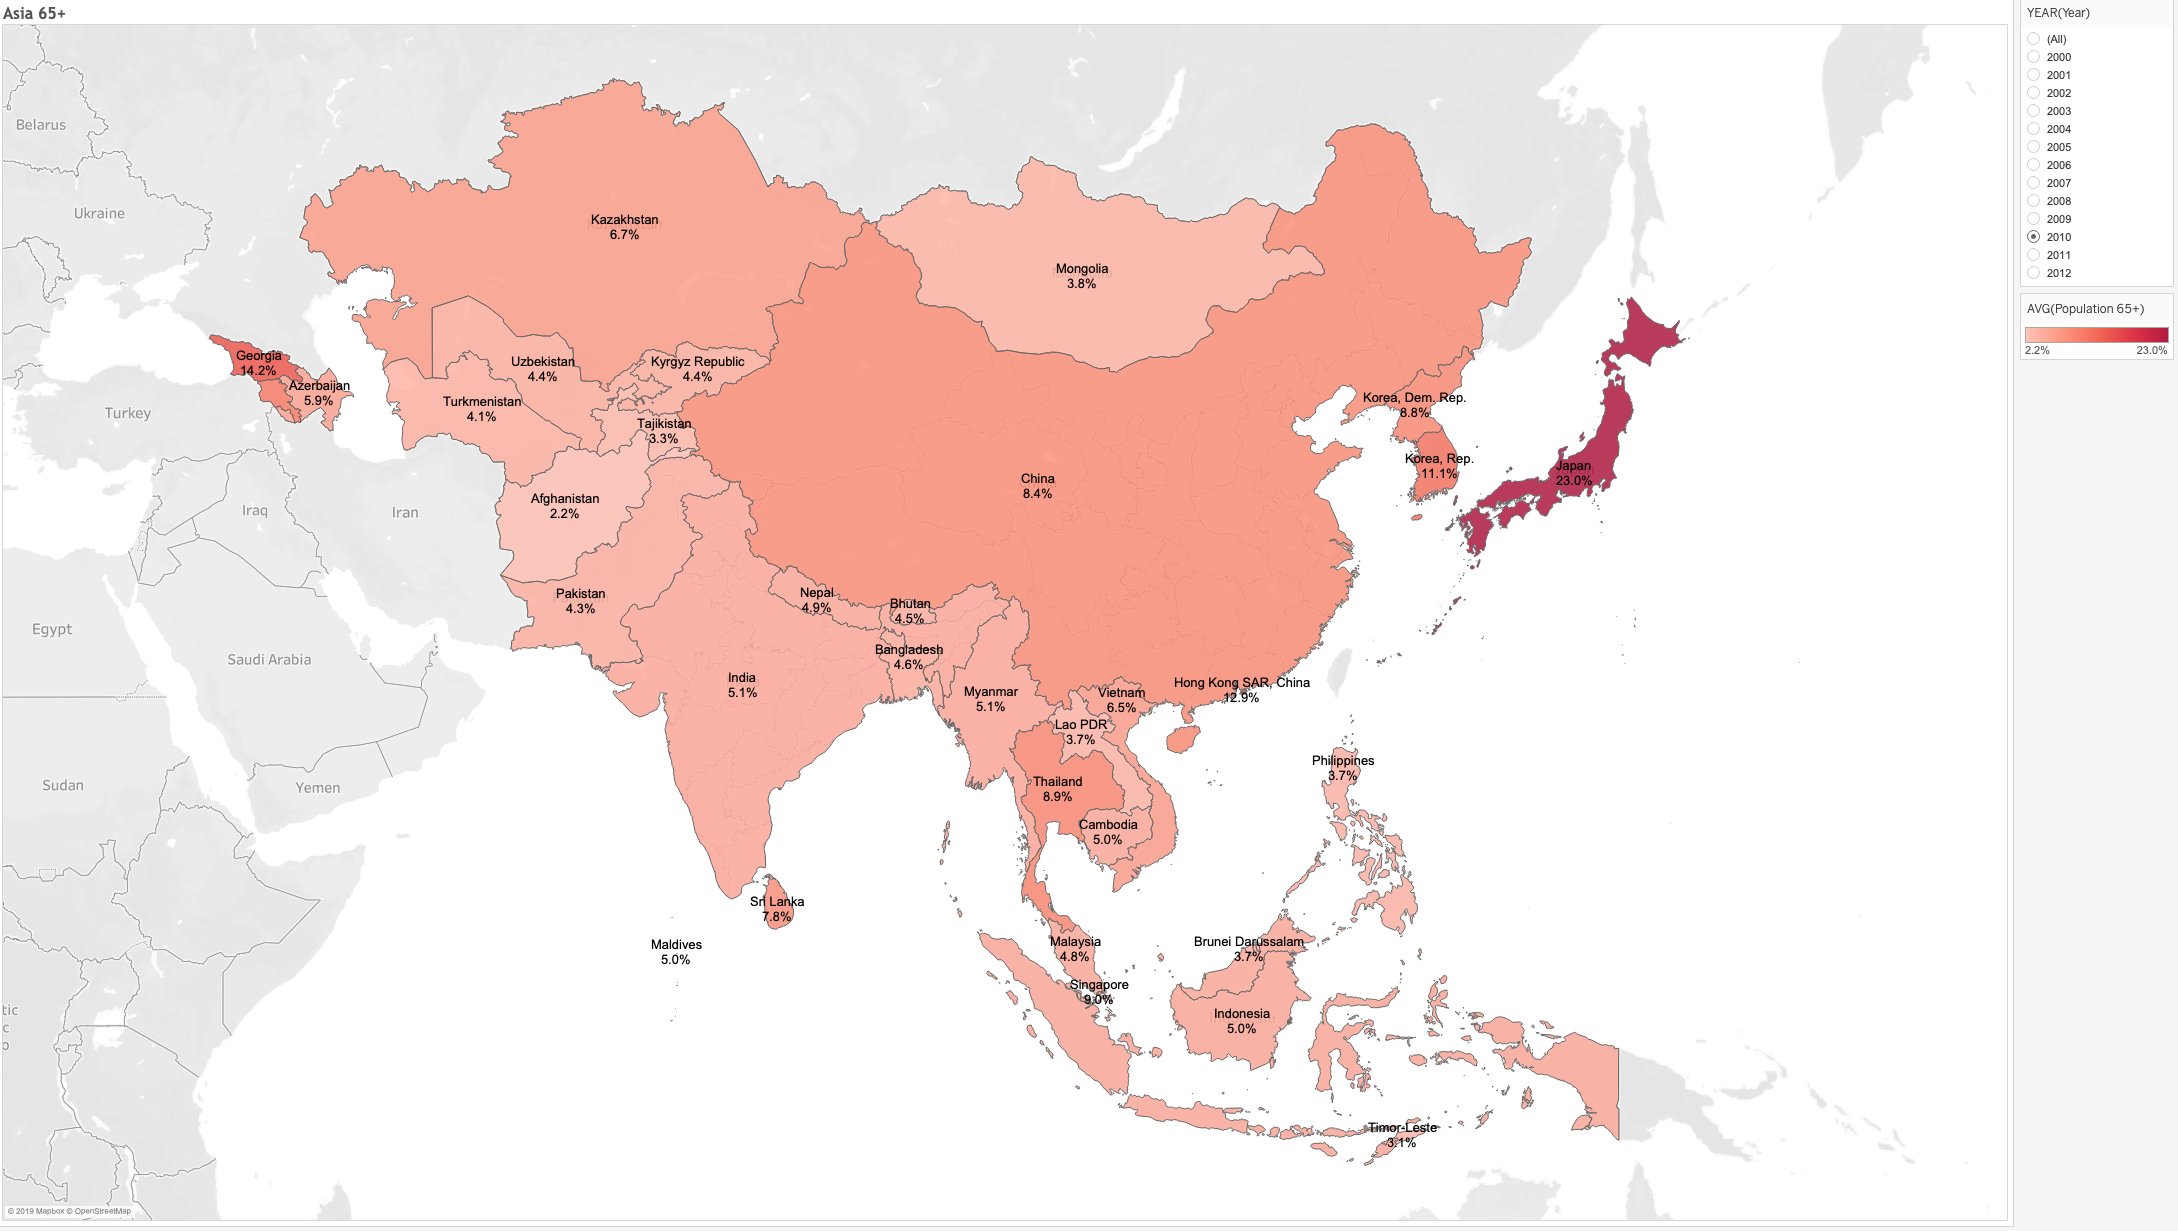 Asia 65+
YEAR(Year)
(All)
2000
2001
2002
2003
2004
2005
2006
2007
2008
2009
2010
2011
2012
AVG(Population 65+)
2.2%
23.0%
Belarus
Ukraine
Kazakhstan
6.7%
Mongolia
3.8%
Georgia
14.2%
Azerbaijan
5.9%
Uzbekistan
4.4%
Kyrgyz Republic
4.4%
Turkmenistan
4.1%
Tajikistan
3.3%
Turkey
Korea, Dem. Rep.
8.8%
Korea, Rep.
11.1%
Japan
23.0%
China
8.4%
Afghanistan
2.2%
Iraq
Iran
Pakistan
4.3%
Nepal
4.9%
Bhutan
4.5%
Bangladesh
4.6%
Egypt
Saudi Arabia
India
5.1%
Myanmar
5.1%
Vietnam
6.5%
Hong Kong SAR, China
12.9%
Lao PDR
3.7%
Sudan
Yemen
Thailand
8.9%
Philippines
3.7%
Cambodia
5.0%
Sri Lanka
7.8%
Maldives
5.0%
Malaysia
4.8%
Brunei Darussalam
3.7%
Singapore
9.0%
Indonesia
5.0%
tic
c
o
Timor-Leste
3.1%
© 2019 Mapbox © OpenStreetMap